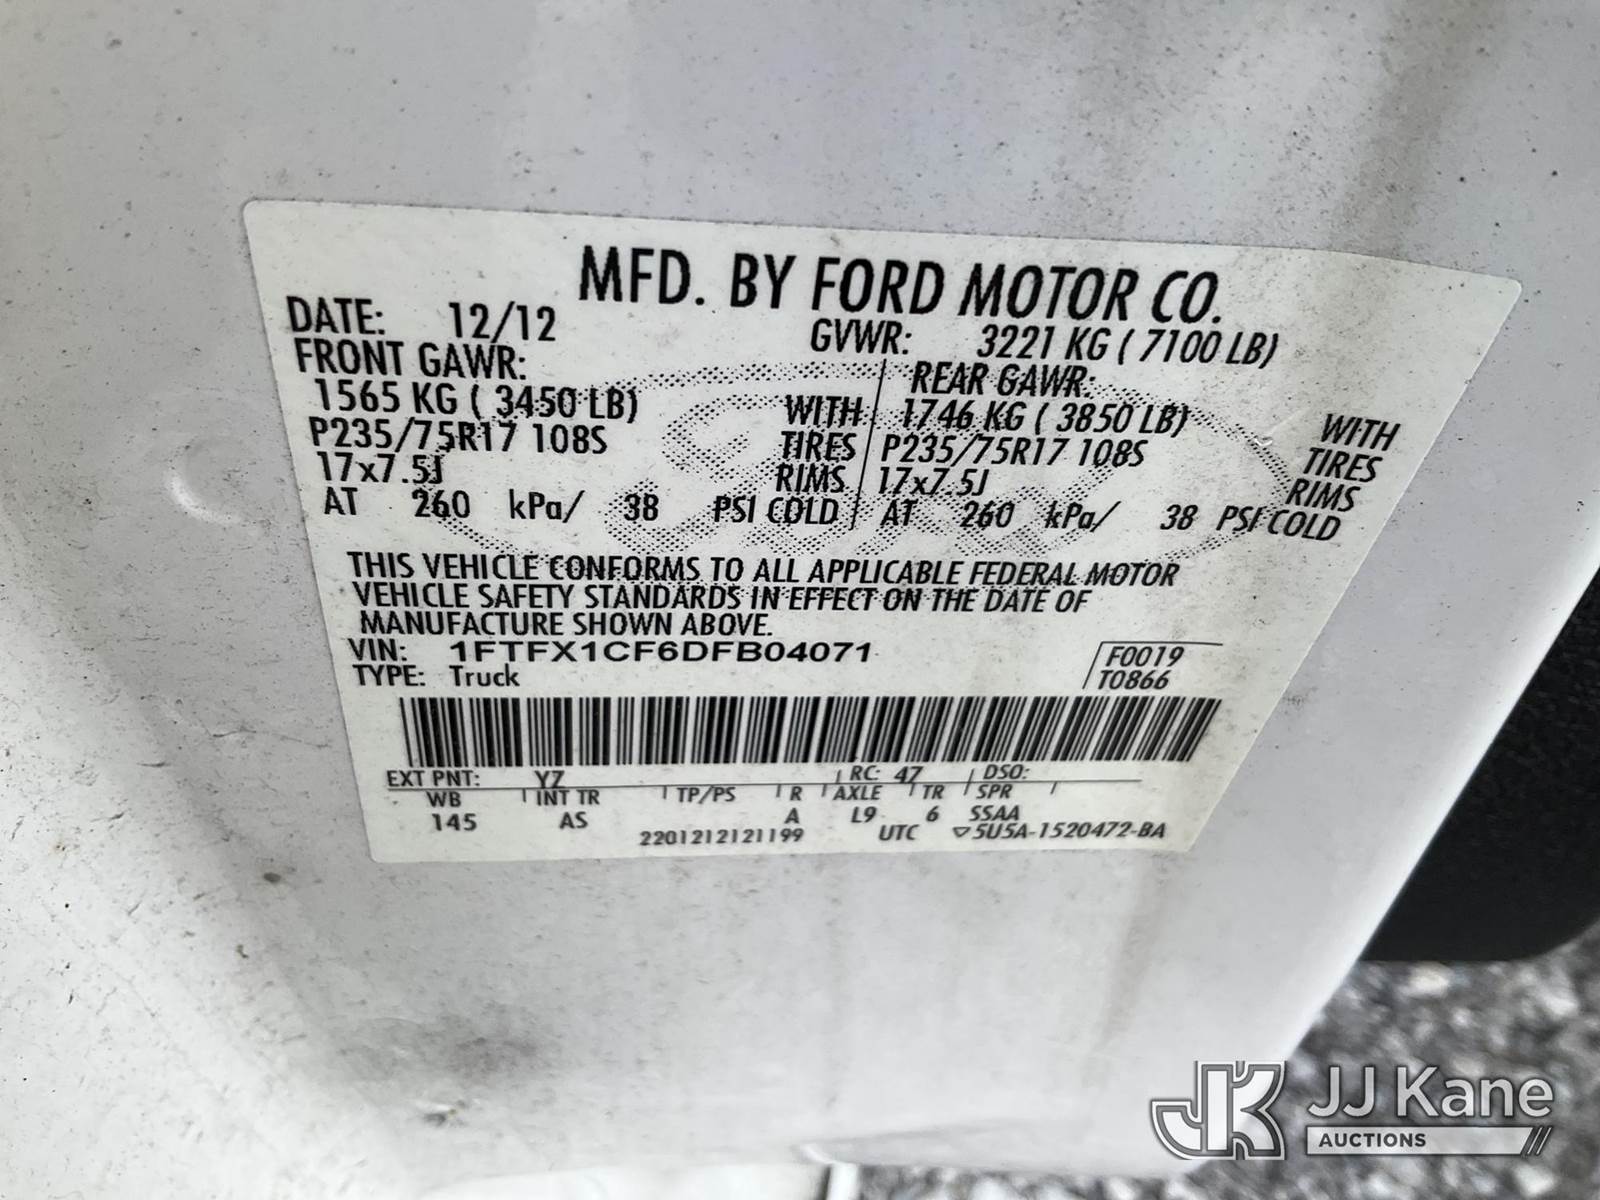 MFD. BY FORD MOTOR CO.
DATE: 12/12 GVWR: 3221 KG ( 7100 LB)
FRONT GAWR: REAR GAWR:
1565 KG ( 3450 LB) WITH 1746 KG ( 3850 LB) WITH
P235/75R17 108S TIRES P235/75R17 108S TIRES
17x7.5J RIMS 17x7.5J RIMS
AT 260 kPa/ 38 PSI COLD AT 260 kPa/ 38 PSI COLD
THIS VEHICLE CONFORMS TO ALL APPLICABLE FEDERAL MOTOR
VEHICLE SAFETY STANDARDS IN EFFECT ON THE DATE OF
MANUFACTURE SHOWN ABOVE.
VIN: 1FTFX1CF6DFB04071 F0019
TYPE: Truck T0866
EXT PNT: YZ RC: 47 DSO:
WB INT TR TP/PS R AXLE TR SPR
145 AS A L9 6 SSAA
2201212121199 UTC ▽5U5A-1520472-BA
JK JJ Kane
AUCTIONS